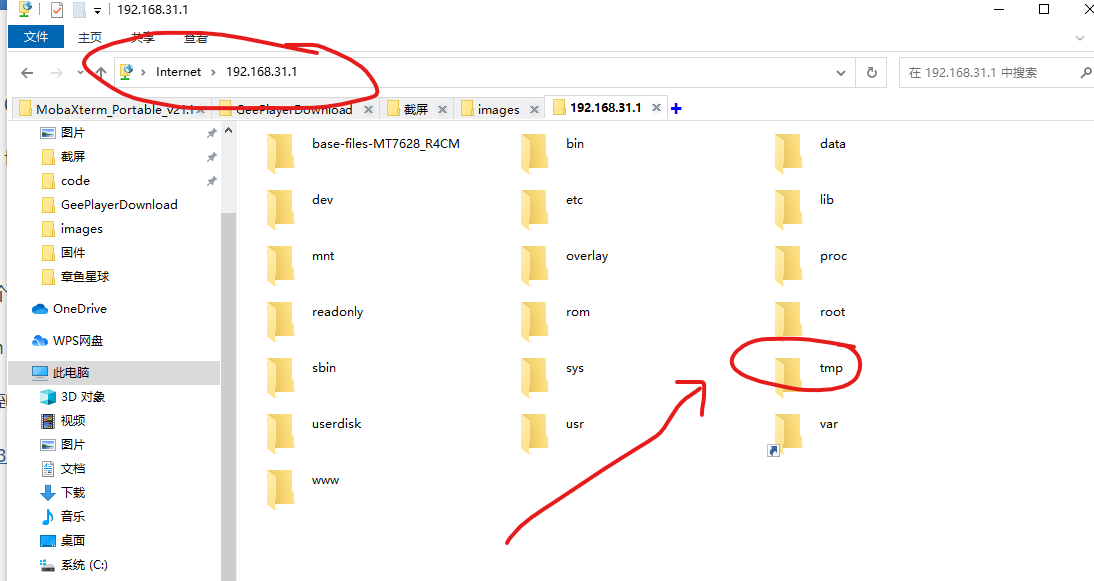 192.168.31.1
文件 主页 共享 查看
Internet 192.168.31.1
在 192.168.31.1 中搜索
MobaXterm_Portable_v21.1 GeePlayerDownload 截屏 images 192.168.31.1
图片
截屏
code
GeePlayerDownload
images
固件
章鱼星球
OneDrive
WPS网盘
此电脑
3D 对象
视频
图片
文档
下载
音乐
桌面
系统 (C:)
base-files-MT7628_R4CM bin data
dev etc lib
mnt overlay proc
readonly rom root
sbin sys tmp
userdisk usr var
www